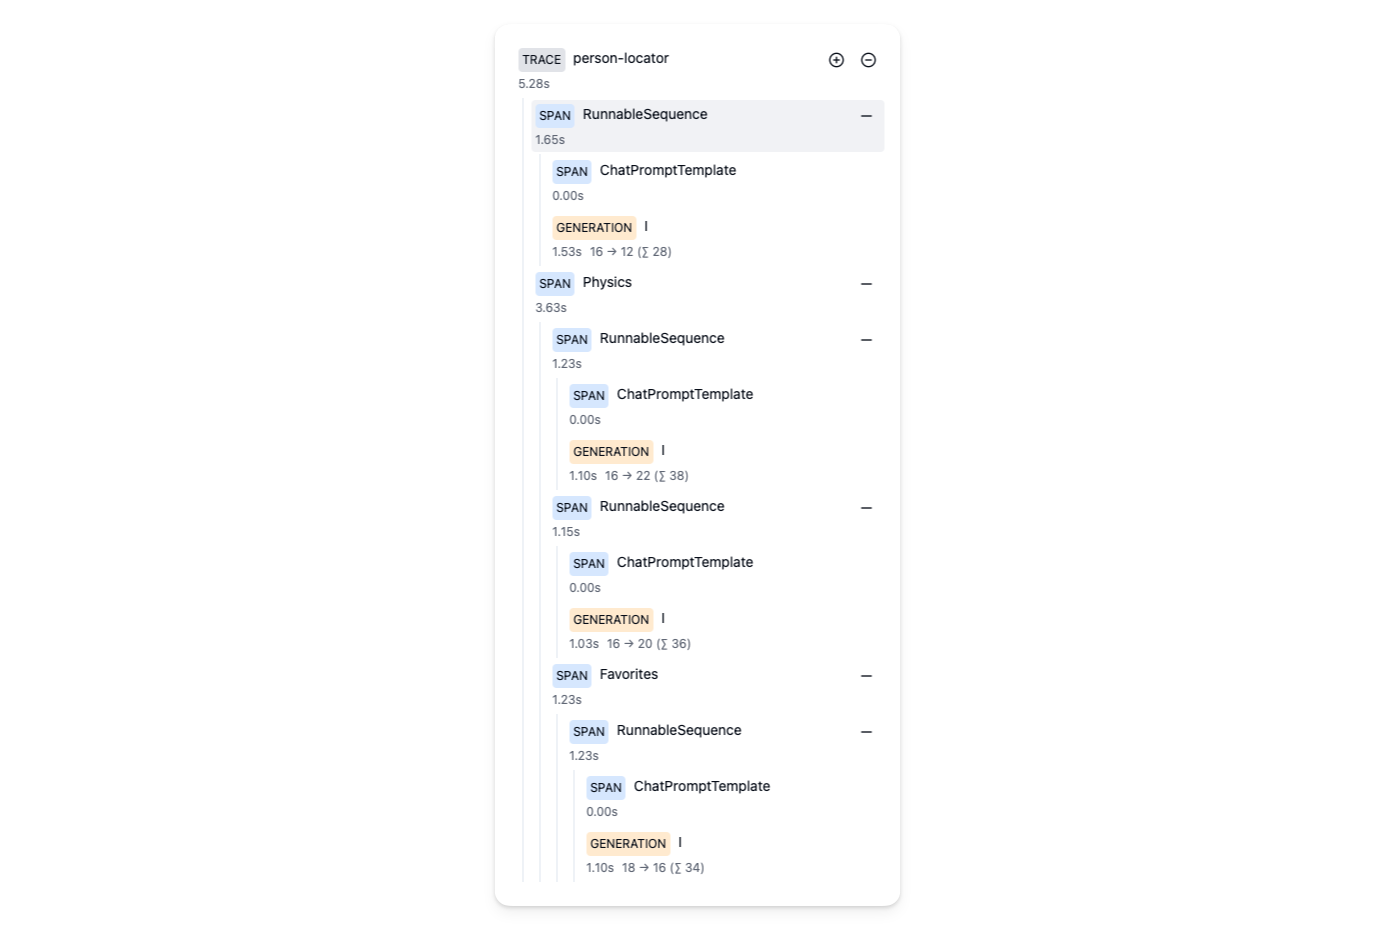 TRACE person-locator
5.28s
SPAN RunnableSequence
1.65s
SPAN ChatPromptTemplate
0.00s
GENERATION I
1.53s 16 → 12 (∑ 28)
SPAN Physics
3.63s
SPAN RunnableSequence
1.23s
SPAN ChatPromptTemplate
0.00s
GENERATION I
1.10s 16 → 22 (∑ 38)
SPAN RunnableSequence
1.15s
SPAN ChatPromptTemplate
0.00s
GENERATION I
1.03s 16 → 20 (∑ 36)
SPAN Favorites
1.23s
SPAN RunnableSequence
1.23s
SPAN ChatPromptTemplate
0.00s
GENERATION I
1.10s 18 → 16 (∑ 34)